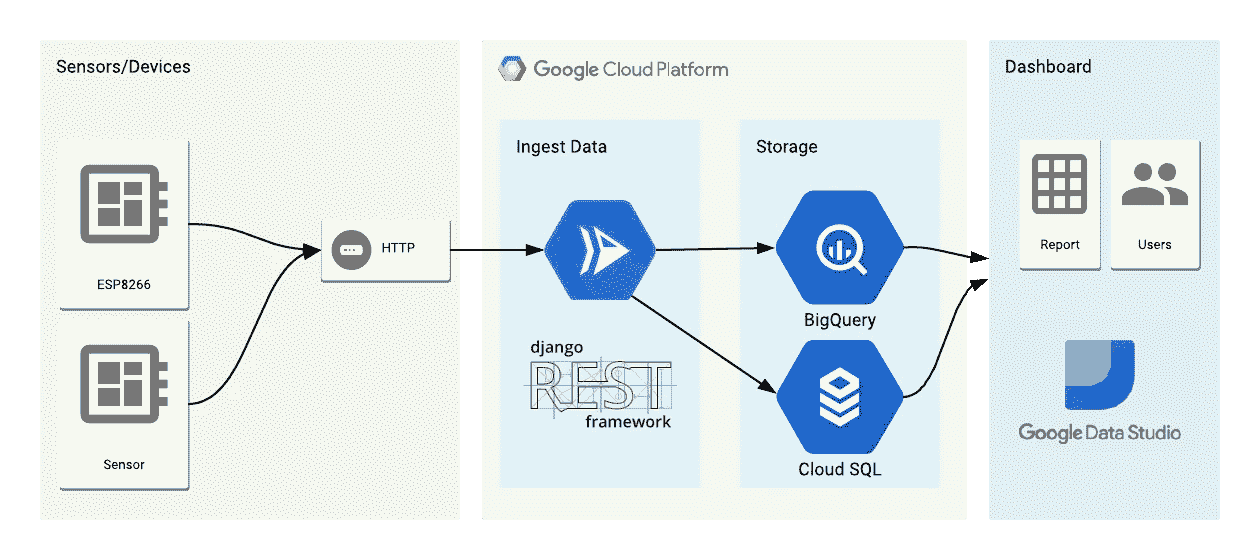 Sensors/Devices
ESP8266
Sensor
HTTP
Google Cloud Platform
Ingest Data
django
REST
framework
Storage
BigQuery
Cloud SQL
Dashboard
Report
Users
Google Data Studio